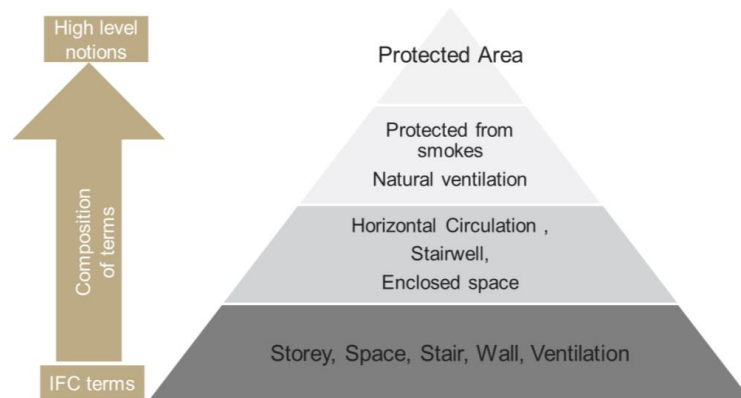 High level
notions
Composition
of terms
IFC terms
Protected Area
Protected from
smokes
Natural ventilation
Horizontal Circulation ,
Stairwell,
Enclosed space
Storey, Space, Stair, Wall, Ventilation